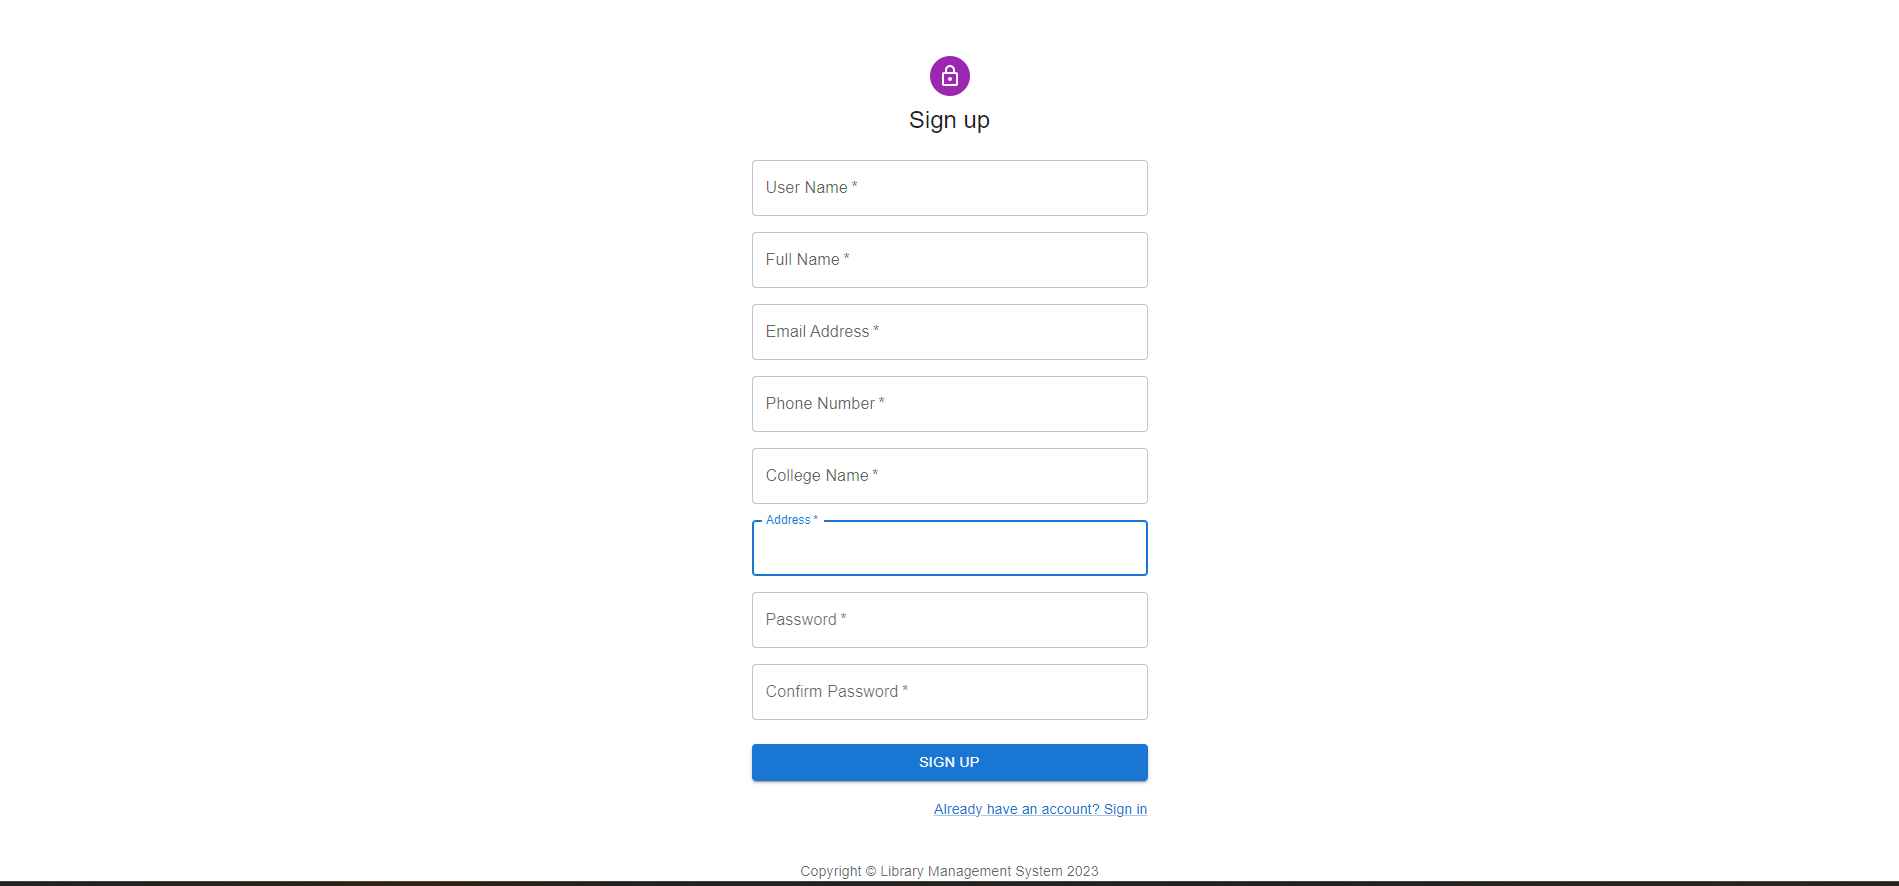 Sign up
User Name *
Full Name *
Email Address *
Phone Number *
College Name *
Address *
Password *
Confirm Password *
SIGN UP
Already have an account? Sign in
Copyright © Library Management System 2023